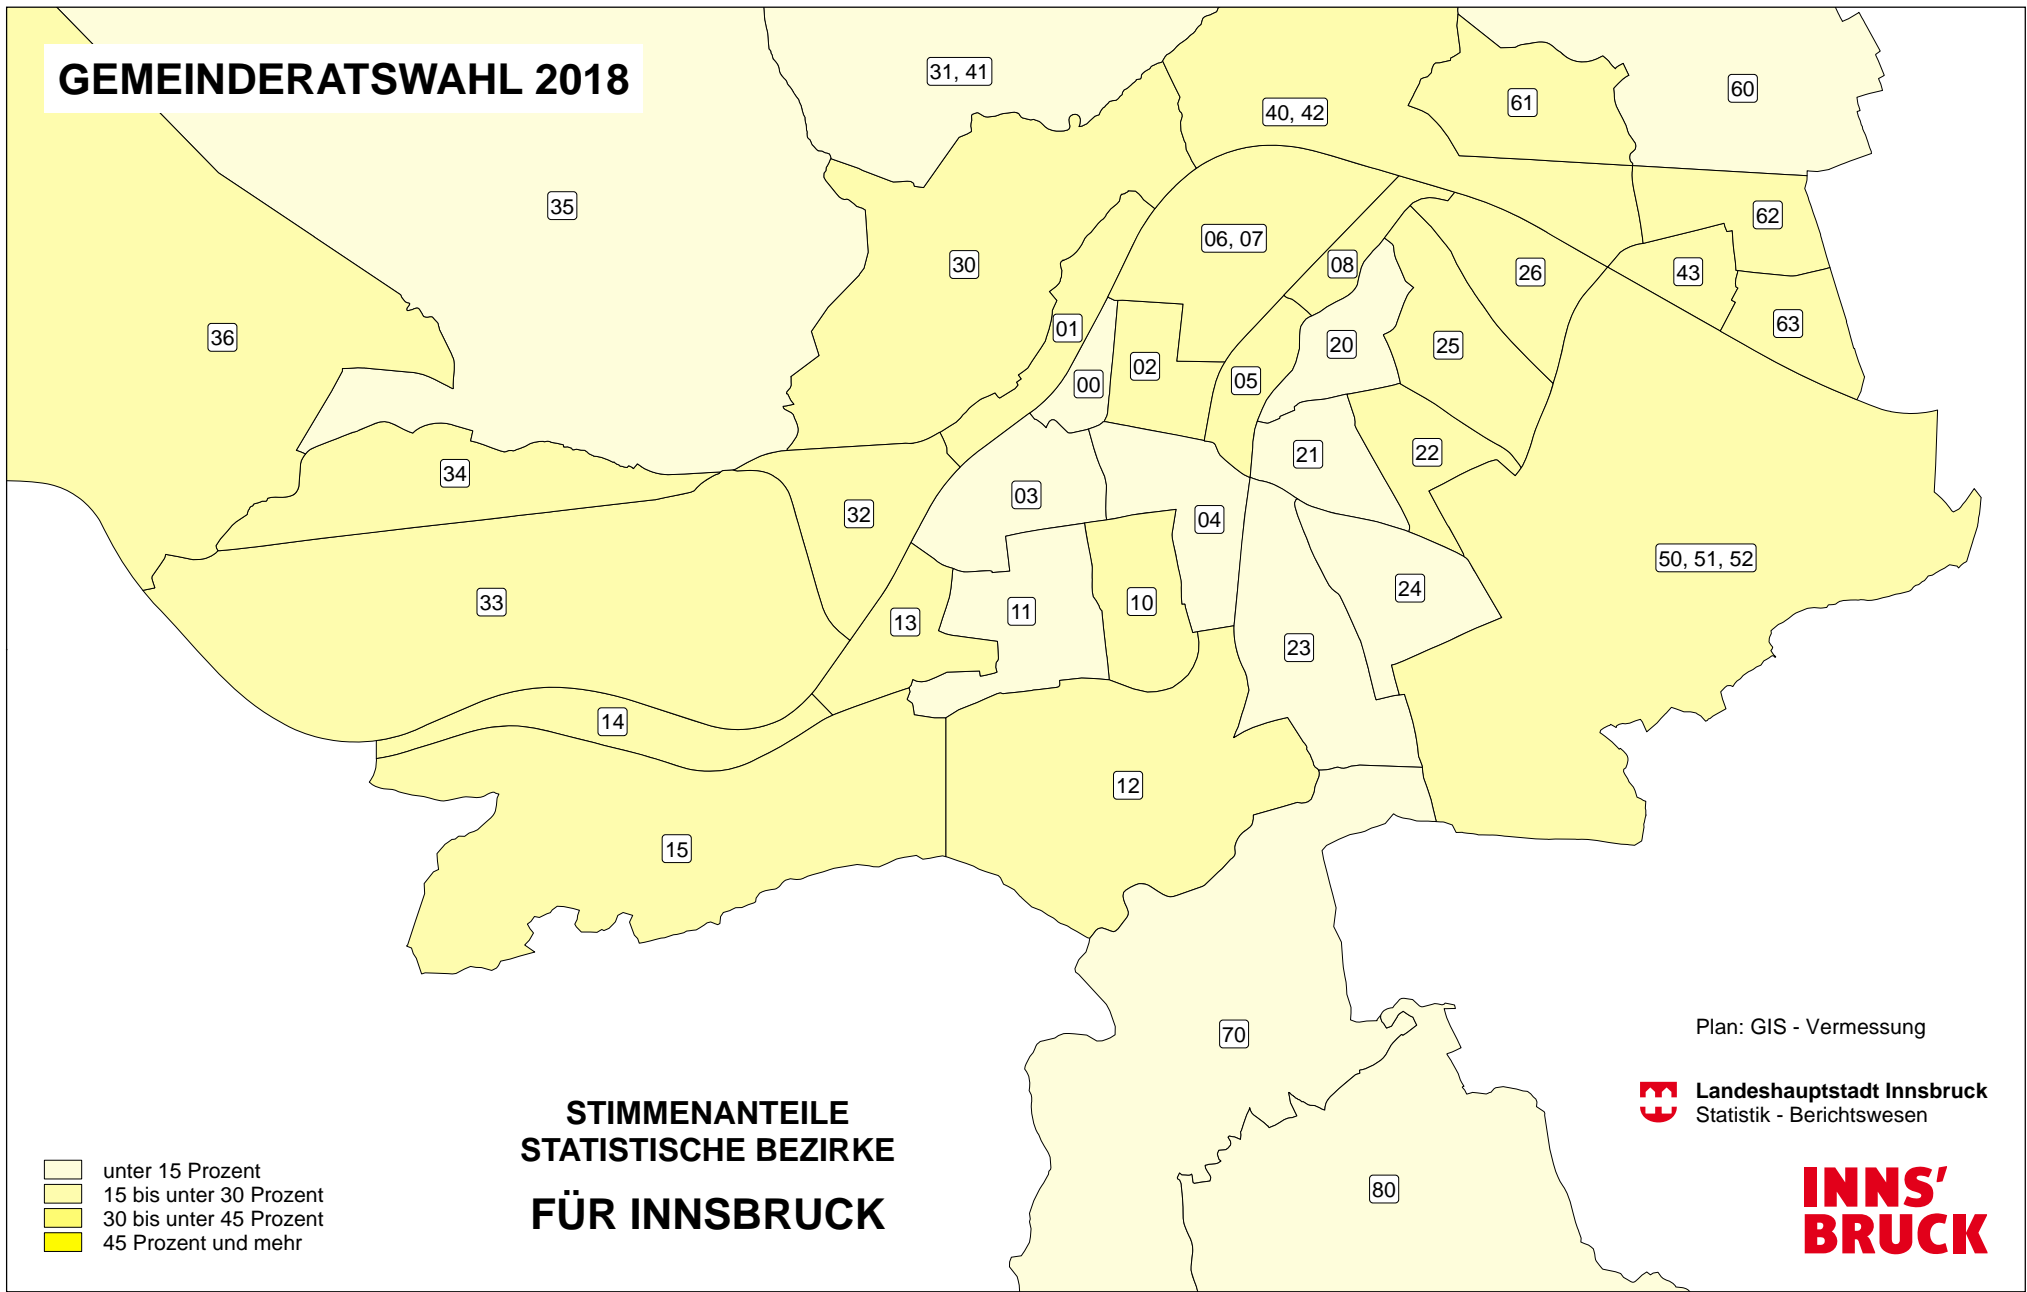 GEMEINDERATSWAHL 2018
31, 41
60
61
40, 42
35
62
06, 07
30
08
26
43
01
63
36
20
25
02
05
00
22
21
34
03
32
04
50, 51, 52
24
33
10
11
13
23
14
12
15
70
Plan: GIS - Vermessung
Landeshauptstadt Innsbruck
Statistik - Berichtswesen
STIMMENANTEILE
STATISTISCHE BEZIRKE
FÜR INNSBRUCK
80
unter 15 Prozent
15 bis unter 30 Prozent
30 bis unter 45 Prozent
45 Prozent und mehr
INNS'
BRUCK